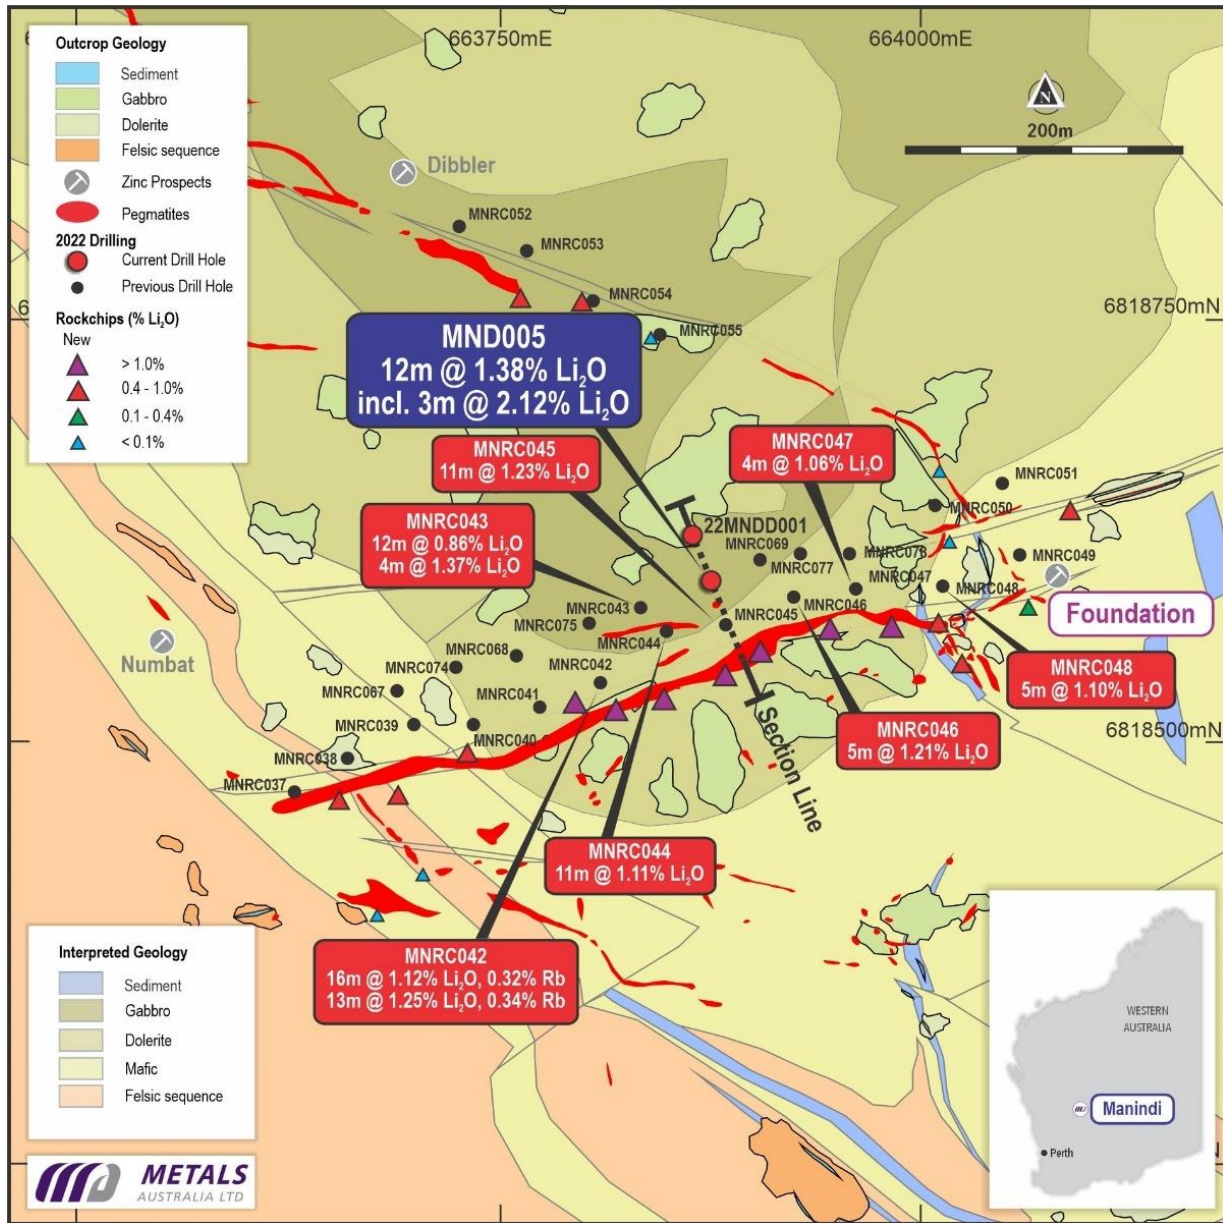 663750mE
664000mE
Outcrop Geology
Sediment
Gabbro
Dolerite
Felsic sequence
Zinc Prospects
Pegmatites
2022 Drilling
Current Drill Hole
Previous Drill Hole
Rockchips (% Li₂O)
New
> 1.0%
0.4 - 1.0%
0.1 - 0.4%
< 0.1%
N
200m
Dibbler
MNRC052
MNRC053
MNRC054
MNRC055
6818750mN
MND005
12m @ 1.38% Li₂O
incl. 3m @ 2.12% Li₂O
MNRC045
11m @ 1.23% Li₂O
MNRC047
4m @ 1.06% Li₂O
MNRC043
12m @ 0.86% Li₂O
4m @ 1.37% Li₂O
22MNDD001
MNRC051
MNRC050
MNRC069
MNRC077
MNRC078
MNRC049
MNRC047
MNRC048
MNRC043
MNRC045
MNRC046
Foundation
MNRC075
MNRC044
Numbat
MNRC068
MNRC074
MNRC042
MNRC067
MNRC041
MNRC039
MNRC040
MNRC038
MNRC037
MNRC048
5m @ 1.10% Li₂O
MNRC046
5m @ 1.21% Li₂O
6818500mN
Section Line
MNRC044
11m @ 1.11% Li₂O
MNRC042
16m @ 1.12% Li₂O, 0.32% Rb
13m @ 1.25% Li₂O, 0.34% Rb
Interpreted Geology
Sediment
Gabbro
Dolerite
Mafic
Felsic sequence
WESTERN
AUSTRALIA
Manindi
Perth
METALS
AUSTRALIA LTD